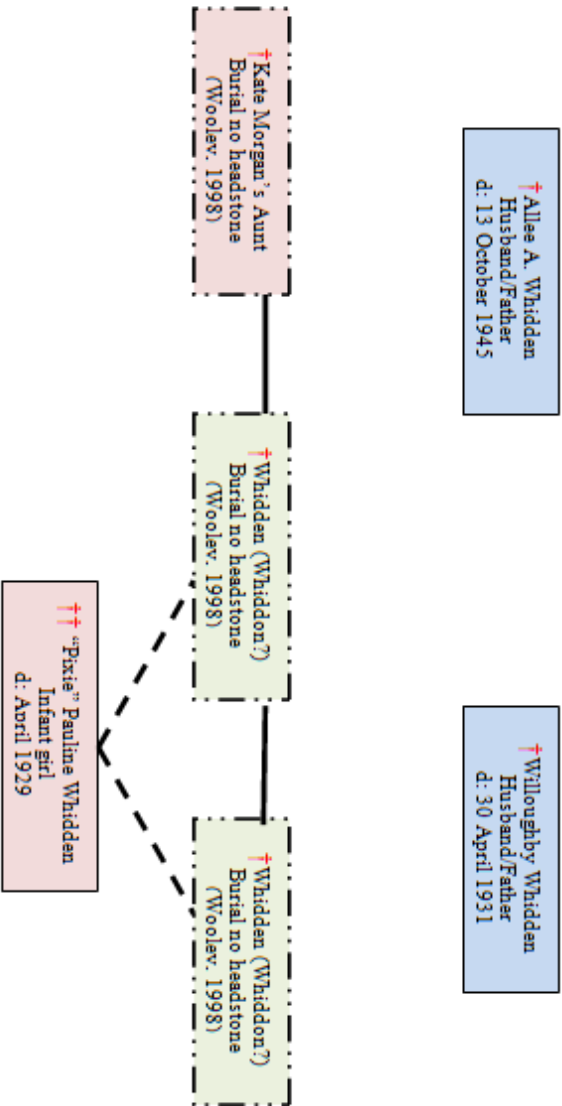 †Allee A. Whidden
Husband/Father
d: 13 October 1945
†Willoughby Whidden
Husband/Father
d: 30 April 1931
†Kate Morgan's Aunt
Burial no headstone
(Woolev. 1998)
†Whidden (Whiddon?)
Burial no headstone
(Woolev. 1998)
†Whidden (Whiddon?)
Burial no headstone
(Woolev. 1998)
†† “Pixie” Pauline Whidden
Infant girl
d: April 1929